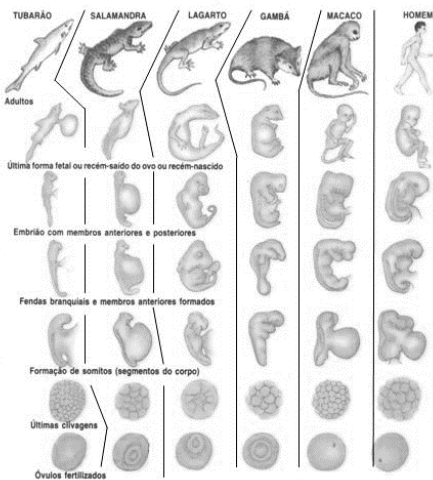 TUBARÃO SALAMANDRA LAGARTO GAMBÁ MACACO HOMEM
Adultos
Última forma fetal ou recém-saído do ovo ou recém-nascido
Embrião com membros anteriores e posteriores
Fendas branquiais e membros anteriores formados
Formação de somitos (segmentos do corpo)
Últimas clivagens
Óvulos fertilizados